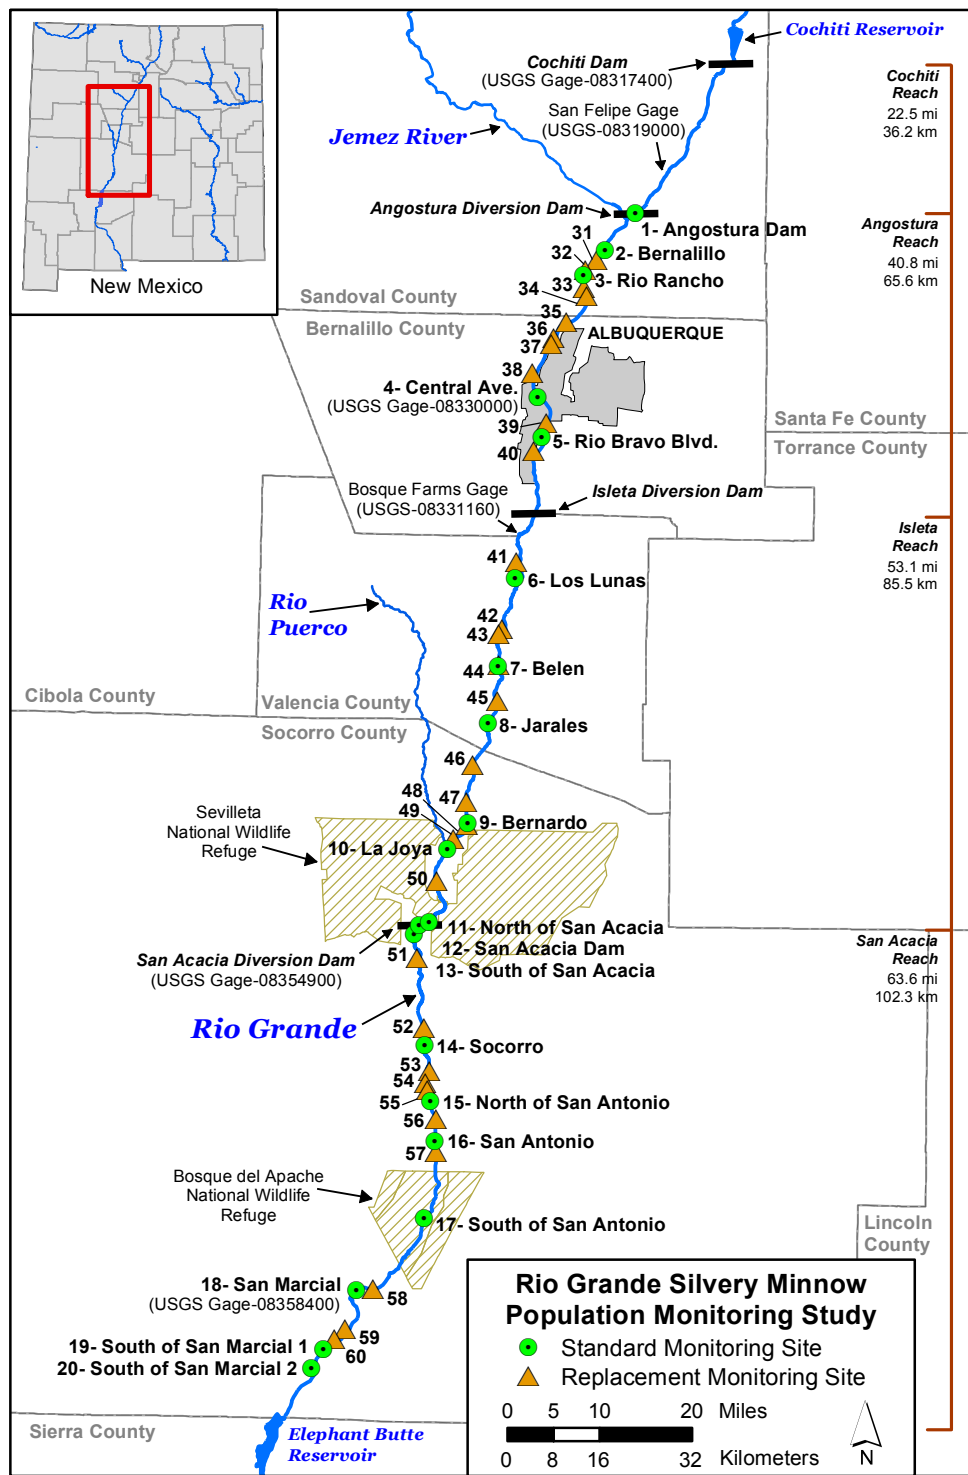 New Mexico
Cochiti Reservoir
Cochiti Dam
(USGS Gage-08317400)
San Felipe Gage
(USGS-08319000)
Jemez River
Cochiti
Reach
22.5 mi
36.2 km
Angostura Diversion Dam
1- Angostura Dam
Angostura
Reach
40.8 mi
65.6 km
31
2- Bernalillo
32
3- Rio Rancho
33
34
Sandoval County
Bernalillo County
35
36
37
ALBUQUERQUE
38
4- Central Ave.
(USGS Gage-08330000)
39
5- Rio Bravo Blvd.
40
Santa Fe County
Torrance County
Bosque Farms Gage
(USGS-08331160)
Isleta Diversion Dam
Isleta
Reach
53.1 mi
85.5 km
41
6- Los Lunas
Rio
Puerco
42
43
44
7- Belen
45
Cibola County
Valencia County
Socorro County
8- Jarales
46
47
48
49
9- Bernardo
Sevilleta
National Wildlife
Refuge
10- La Joya
50
11- North of San Acacia
12- San Acacia Dam
13- South of San Acacia
San Acacia Diversion Dam
(USGS Gage-08354900)
51
San Acacia
Reach
63.6 mi
102.3 km
Rio Grande
52
14- Socorro
53
54
55
15- North of San Antonio
56
16- San Antonio
57
Bosque del Apache
National Wildlife
Refuge
17- South of San Antonio
Lincoln
County
18- San Marcial
(USGS Gage-08358400)
58
59
60
19- South of San Marcial 1
20- South of San Marcial 2
Sierra County
Elephant Butte
Reservoir
Rio Grande Silvery Minnow
Population Monitoring Study
Standard Monitoring Site
Replacement Monitoring Site
0 5 10 20 Miles
0 8 16 32 Kilometers
N